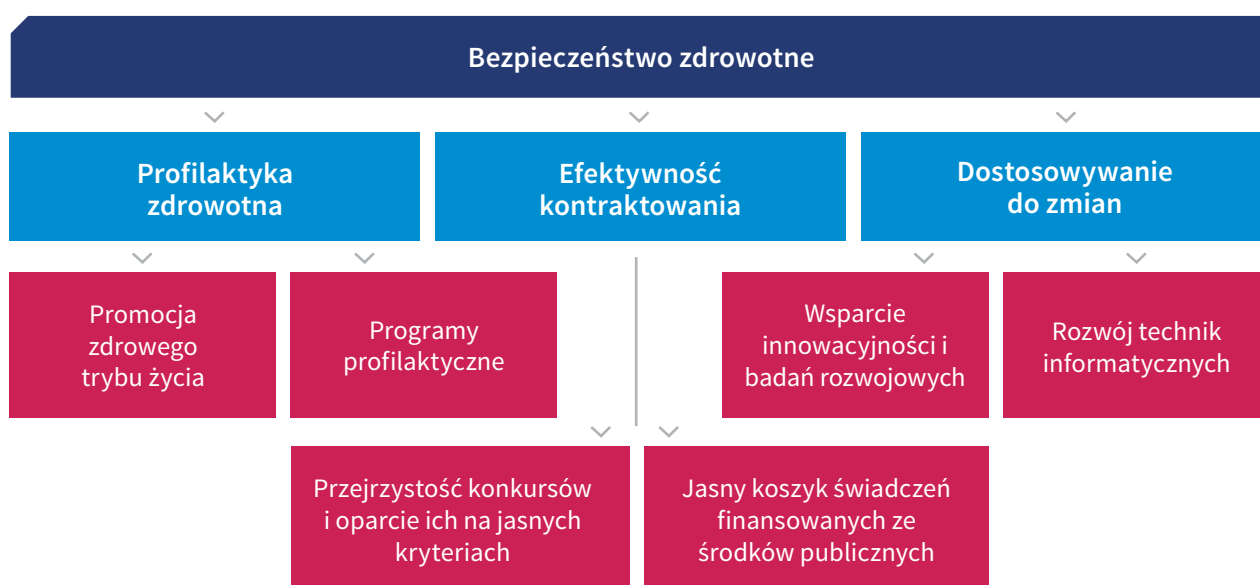 Bezpieczeństwo zdrowotne
Profilaktyka
zdrowotna
Efektywność
kontraktowania
Dostosowywanie
do zmian
Promocja
zdrowego
trybu życia
Programy
profilaktyczne
Wsparcie
innowacyjności i
badań rozwojowych
Rozwój technik
informatycznych
Przejrzystość konkursów
i oparcie ich na jasnych
kryteriach
Jasny koszyk świadczeń
finansowanych ze
środków publicznych